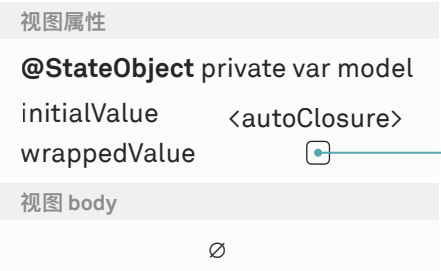 视图属性
@StateObject private var model
initialValue <autoClosure>
wrappedValue
视图 body
∅